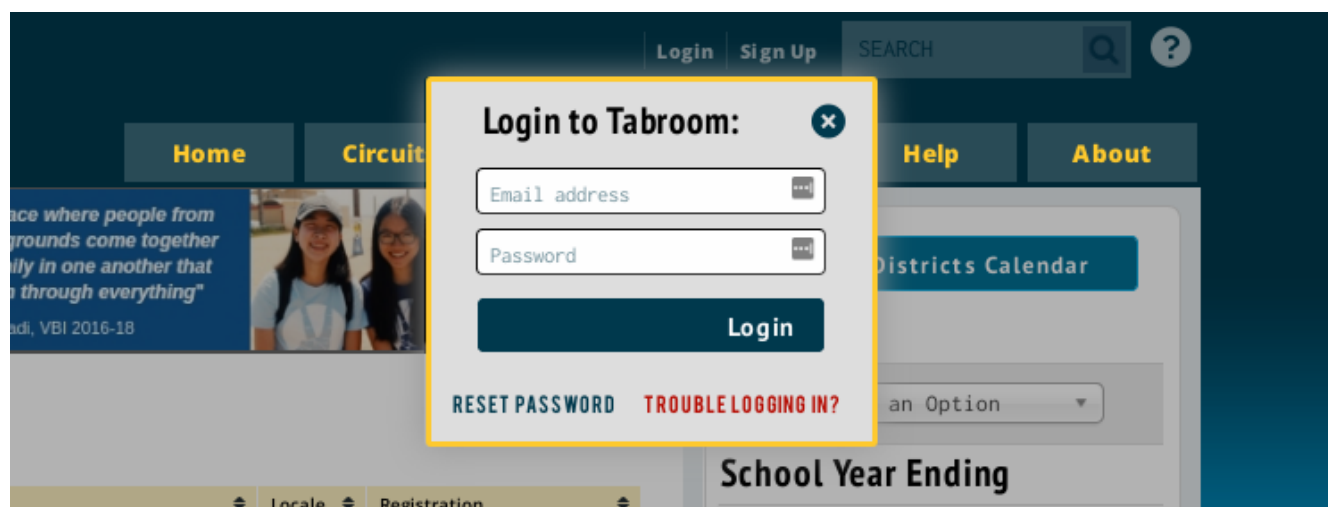 Login Sign Up SEARCH ?
Login to Tabroom:
Home Circuit Help About
Email address
Password
Login
RESET PASSWORD TROUBLE LOGGING IN?
ace where people from
grounds come together
ily in one another that
through everything"
adi, VBI 2016-18
Districts Calendar
an Option
School Year Ending
Locale Registration